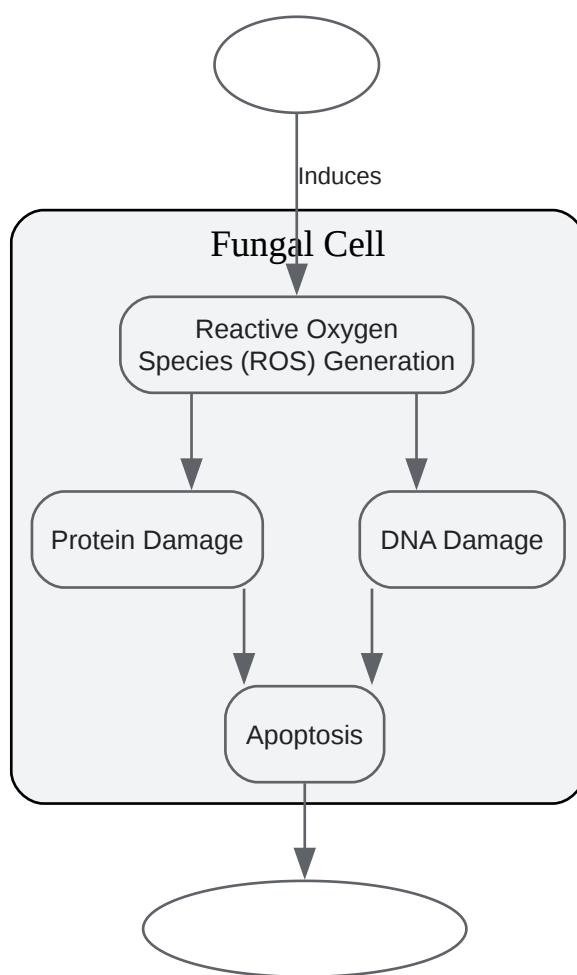 Induces
Fungal Cell
Reactive Oxygen
Species (ROS) Generation
Protein Damage
DNA Damage
Apoptosis